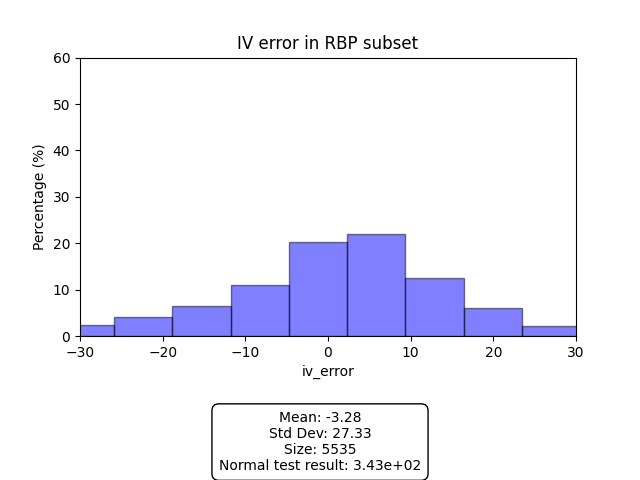 IV error in RBP subset
60
50
40
30
20
10
0
Percentage (%)
−30
−20
−10
0
10
20
30
iv_error
Mean: -3.28
Std Dev: 27.33
Size: 5535
Normal test result: 3.43e+02